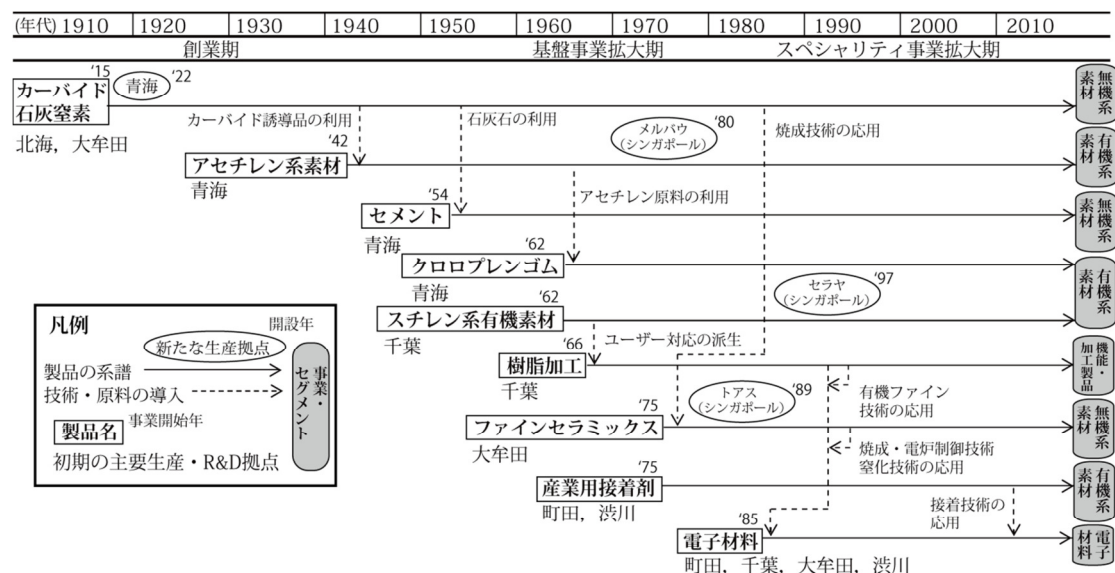 (年代) 1910 1920 1930 1940 1950 1960 1970 1980 1990 2000 2010
創業期 基盤事業拡大期 スペシャリティ事業拡大期
'15
カーバイド
石灰窒素
北海，大牟田
青海 '22
無機系
素材
カーバイド誘導品の利用
石灰石の利用
メルバウ
(シンガポール)
'80
焼成技術の応用
'42
アセチレン系素材
青海
有機系
素材
アセチレン原料の利用
'54
セメント
青海
無機系
素材
'62
クロロプレンゴム
青海
セラヤ
(シンガポール)
'97
有機系
素材
'62
スチレン系有機素材
千葉
ユーザー対応の派生
'66
樹脂加工
千葉
機能・
加工製品
有機ファイン
技術の応用
トアス
(シンガポール)
'89
'75
ファインセラミックス
大牟田
無機系
素材
焼成・電炉制御技術
窒化技術の応用
'75
産業用接着剤
町田，渋川
有機系
素材
接着技術の
応用
'85
電子材料
町田，千葉，大牟田，渋川
電子
材料
凡例
開設年
新たな生産拠点
製品の系譜
技術・原料の導入
事業・
セグメント
製品名 事業開始年
初期の主要生産・R&D拠点